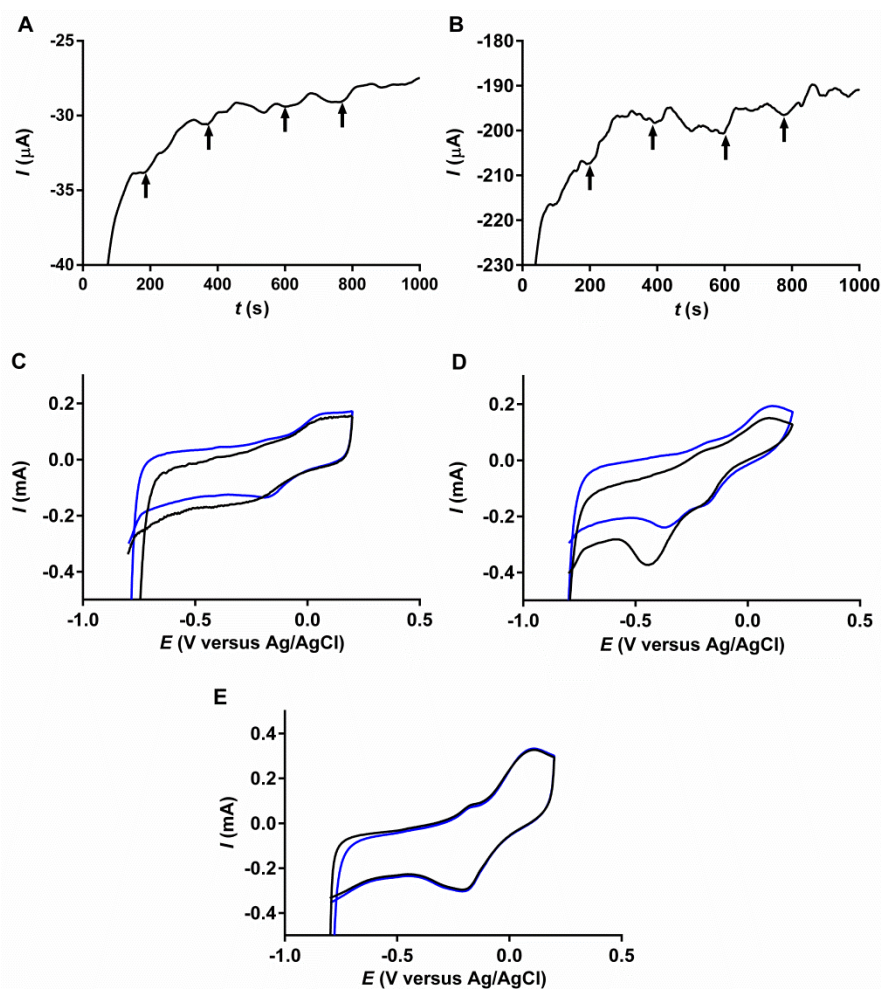 A
-25
-30
-35
-40
I (μA)
0 200 400 600 800 1000
t (s)
B
-180
-190
-200
-210
-220
-230
I (μA)
0 200 400 600 800 1000
t (s)
C
0.2
0.0
-0.2
-0.4
I (mA)
-1.0 -0.5 0.0 0.5
E (V versus Ag/AgCl)
D
0.2
0.0
-0.2
-0.4
I (mA)
-1.0 -0.5 0.0 0.5
E (V versus Ag/AgCl)
E
0.4
0.2
0.0
-0.2
-0.4
I (mA)
-1.0 -0.5 0.0 0.5
E (V versus Ag/AgCl)